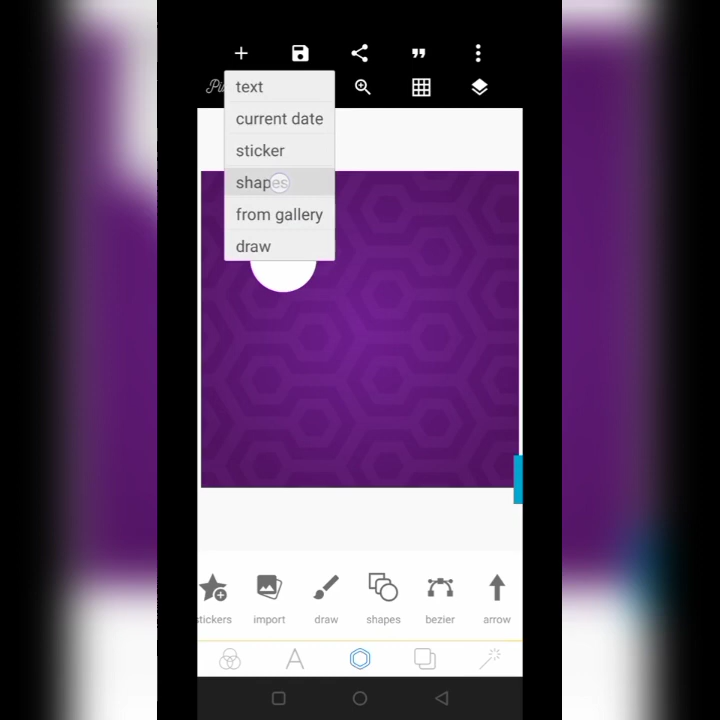 text
current date
sticker
shapes
from gallery
draw
stickers
import
draw
shapes
bezier
arrow